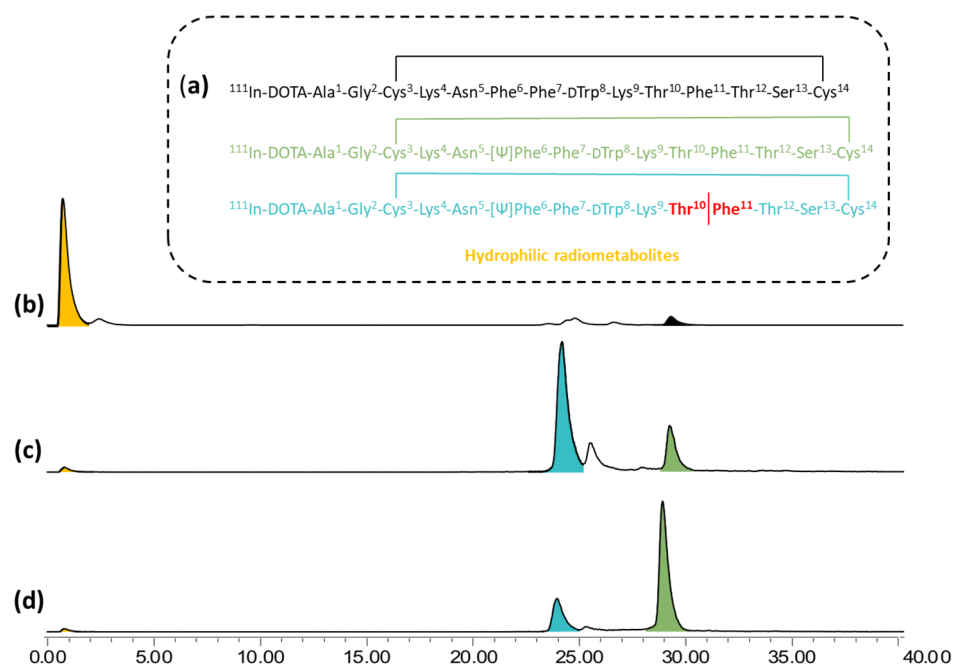 (a)
¹¹¹In-DOTA-Ala¹-Gly²-Cys³-Lys⁴-Asn⁵-Phe⁶-Phe⁷-DTrp⁸-Lys⁹-Thr¹⁰-Phe¹¹-Thr¹²-Ser¹³-Cys¹⁴
¹¹¹In-DOTA-Ala¹-Gly²-Cys³-Lys⁴-Asn⁵-[Ψ]Phe⁶-Phe⁷-DTrp⁸-Lys⁹-Thr¹⁰-Phe¹¹-Thr¹²-Ser¹³-Cys¹⁴
¹¹¹In-DOTA-Ala¹-Gly²-Cys³-Lys⁴-Asn⁵-[Ψ]Phe⁶-Phe⁷-DTrp⁸-Lys⁹-Thr¹⁰|Phe¹¹-Thr¹²-Ser¹³-Cys¹⁴
Hydrophilic radiometabolites
(b)
(c)
(d)
0.00 5.00 10.00 15.00 20.00 25.00 30.00 35.00 40.00